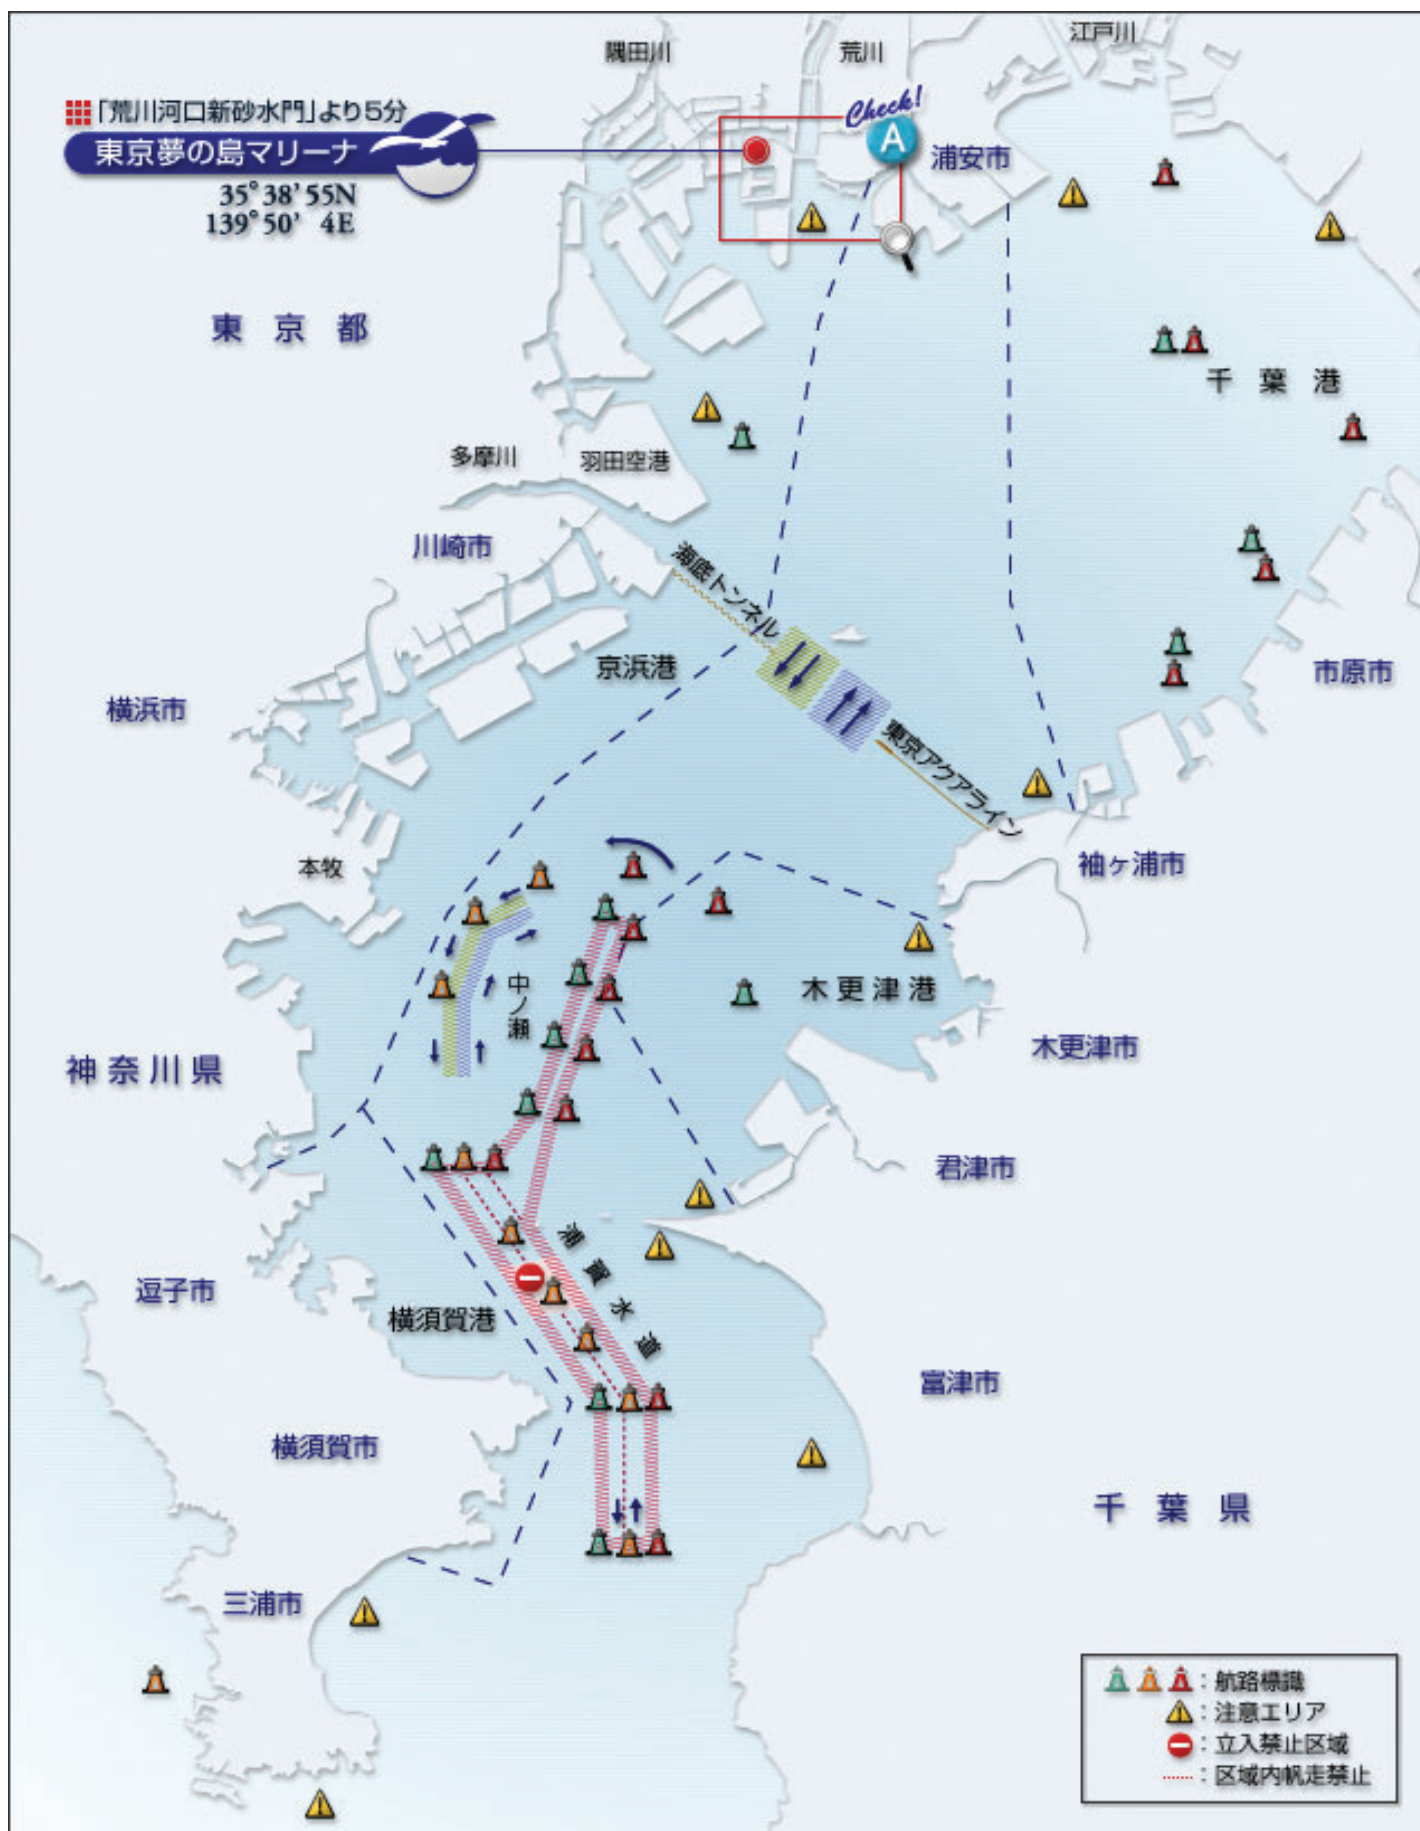 隅田川
荒川
江戸川
「荒川河口新砂水門」より5分
東京夢の島マリーナ
35°38'55N
139°50' 4E
Check!
A
浦安市
東京都
千葉港
多摩川
羽田空港
川崎市
海底トンネル
京浜港
市原市
横浜市
東京アクアライン
本牧
袖ヶ浦市
中ノ瀬
木更津港
木更津市
神奈川県
君津市
浦賀水道
逗子市
横須賀港
富津市
横須賀市
千葉県
三浦市
：航路標識
：注意エリア
：立入禁止区域
：区域内帆走禁止